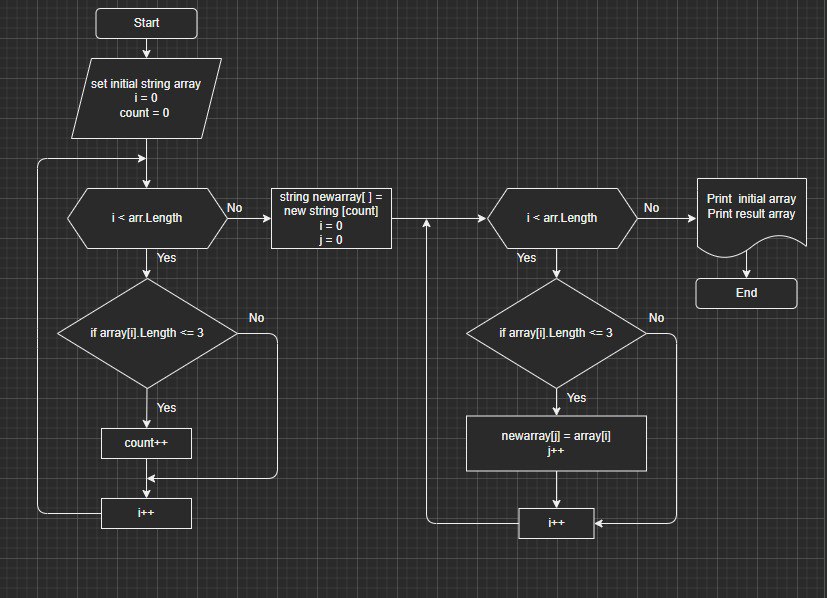 Start
set initial string array
i = 0
count = 0
i < arr.Length
No
Yes
if array[i].Length <= 3
No
Yes
count++
i++
string newarray[ ] =
new string [count]
i = 0
j = 0
i < arr.Length
No
Yes
if array[i].Length <= 3
No
Yes
newarray[j] = array[i]
j++
i++
Print  initial array
Print result array
End